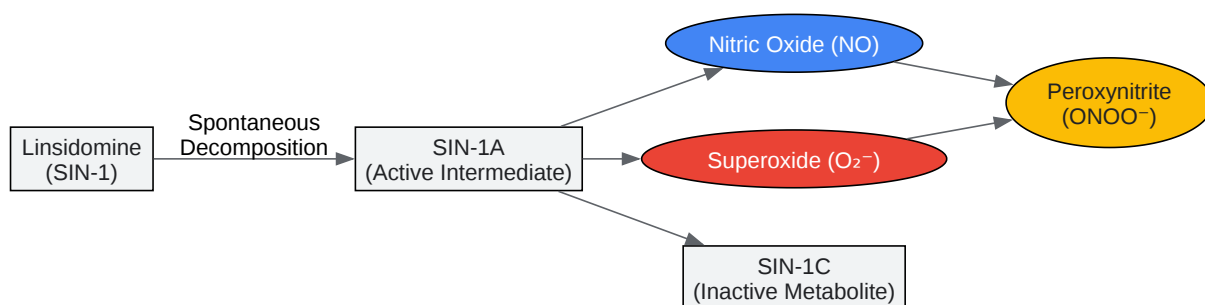 Linsidomine
(SIN-1)
Spontaneous
Decomposition
SIN-1A
(Active Intermediate)
Nitric Oxide (NO)
Superoxide (O₂⁻)
SIN-1C
(Inactive Metabolite)
Peroxynitrite
(ONOO⁻)